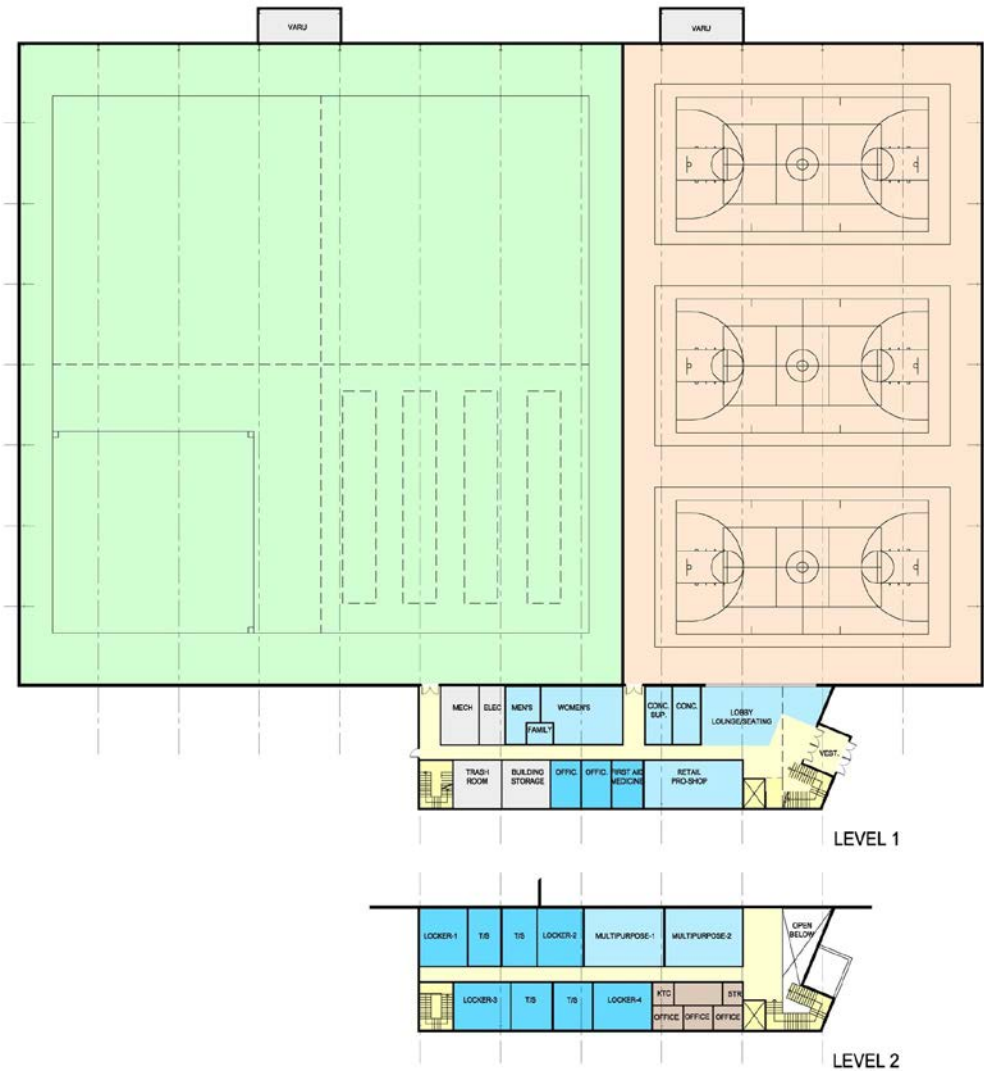 VARU
VARU
MECH
ELEC
MEN'S
WOMEN'S
FAMILY
CONC.
SUP.
CONC.
LOBBY
LOUNGE/SEATING
VEST.
TRASH
ROOM
BUILDING
STORAGE
OFFIC.
OFFIC.
FIRST AID
MEDICINE
RETAIL
PRO-SHOP
LEVEL 1
LOCKER-1
T/S
T/S
LOCKER-2
MULTIPURPOSE-1
MULTIPURPOSE-2
OPEN
BELOW
LOCKER-3
T/S
T/S
LOCKER-4
KTC
STR
OFFICE
OFFICE
OFFICE
LEVEL 2